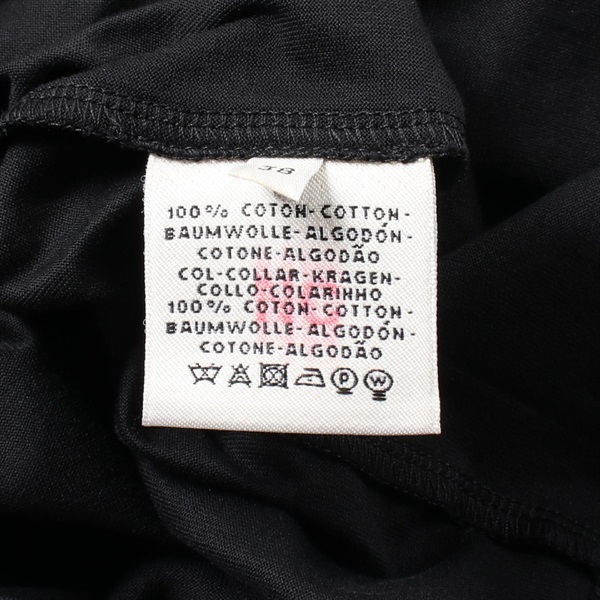 38
100% COTON-COTTON-
BAUMWOLLE-ALGODÓN-
COTONE-ALGODÃO
COL-COLLAR-KRAGEN-
COLLO-COLARINHO
100% COTON-COTTON-
BAUMWOLLE-ALGODÓN-
COTONE-ALGODÃO
P W